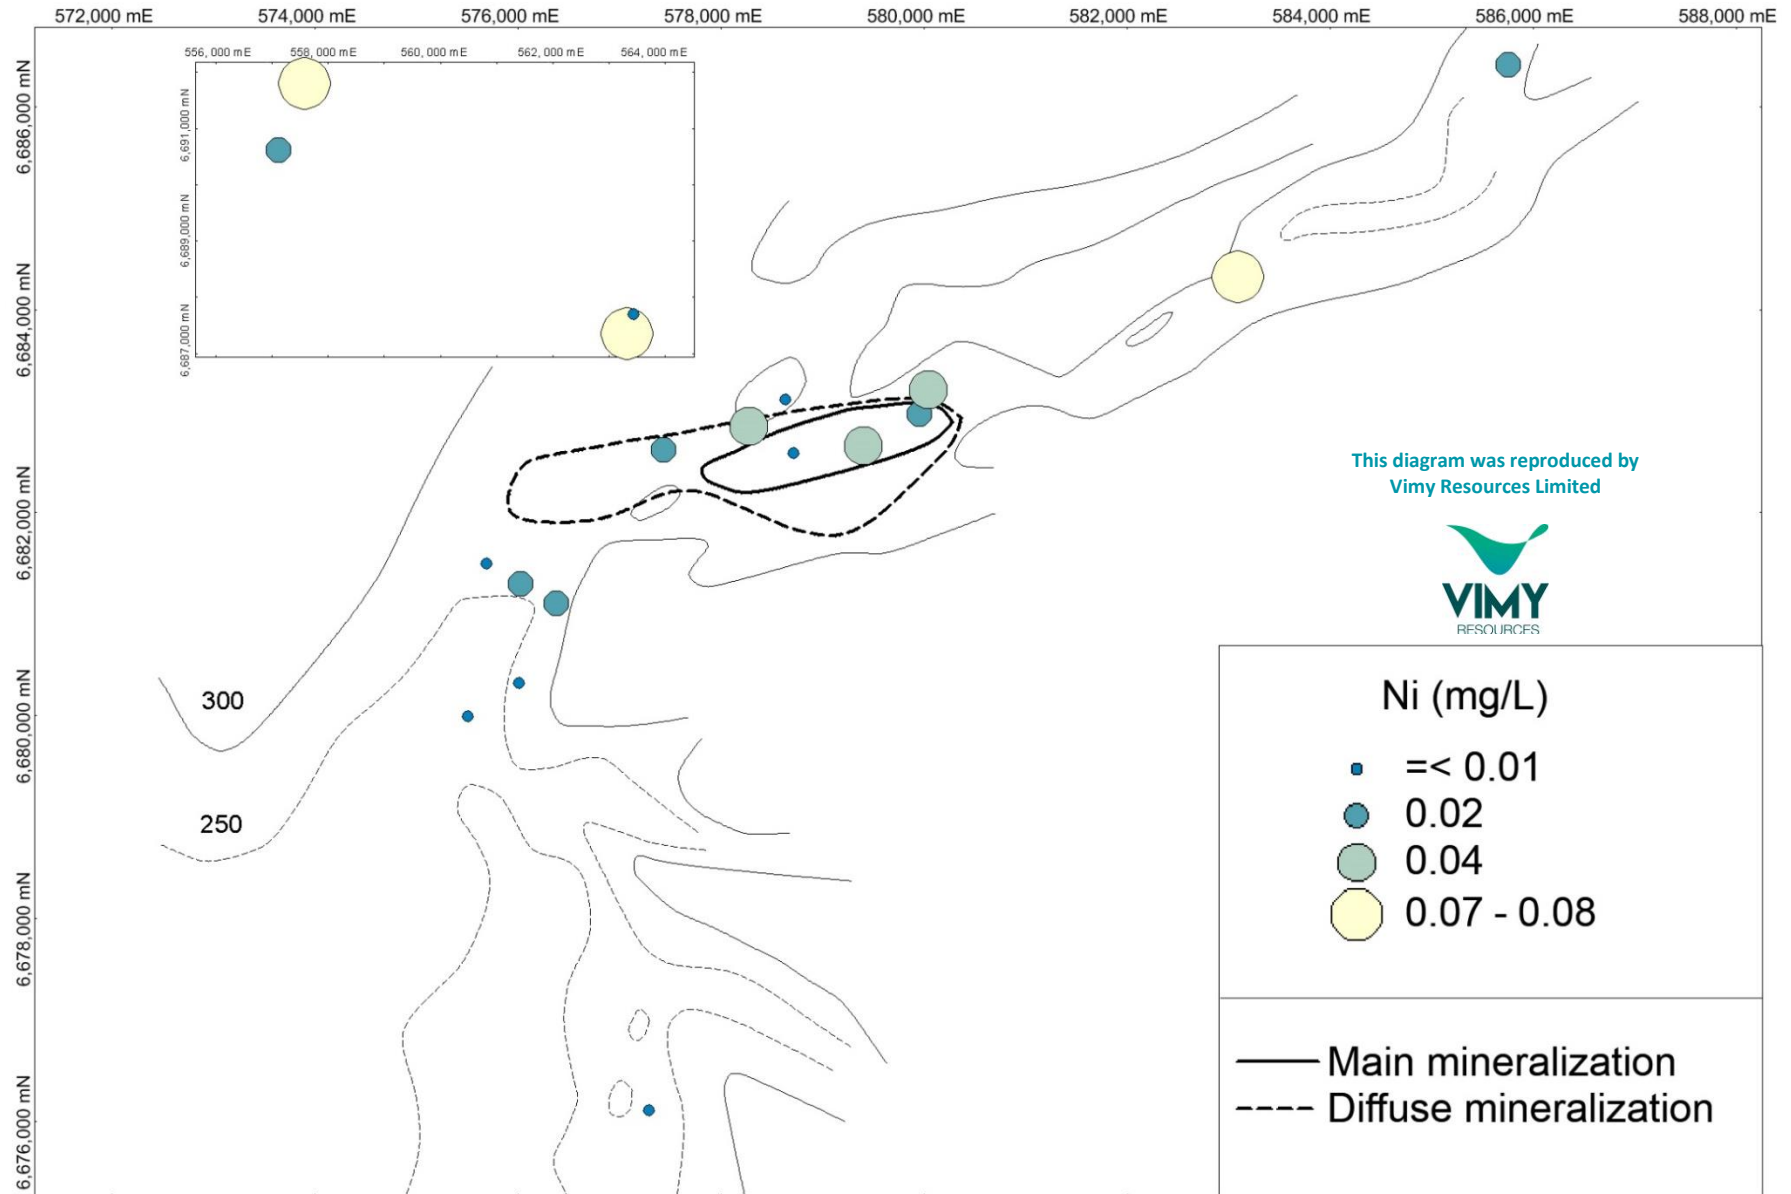 572,000 mE 574,000 mE 576,000 mE 578,000 mE 580,000 mE 582,000 mE 584,000 mE 586,000 mE 588,000 mE
556,000 mE 558,000 mE 560,000 mE 562,000 mE 564,000 mE
6,691,000 mN
6,689,000 mN
6,687,000 mN
6,686,000 mN
6,684,000 mN
6,682,000 mN
6,680,000 mN
6,678,000 mN
6,676,000 mN
300
250
This diagram was reproduced by
Vimy Resources Limited
VIMY
RESOURCES
Ni (mg/L)
=< 0.01
0.02
0.04
0.07 - 0.08
Main mineralization
Diffuse mineralization